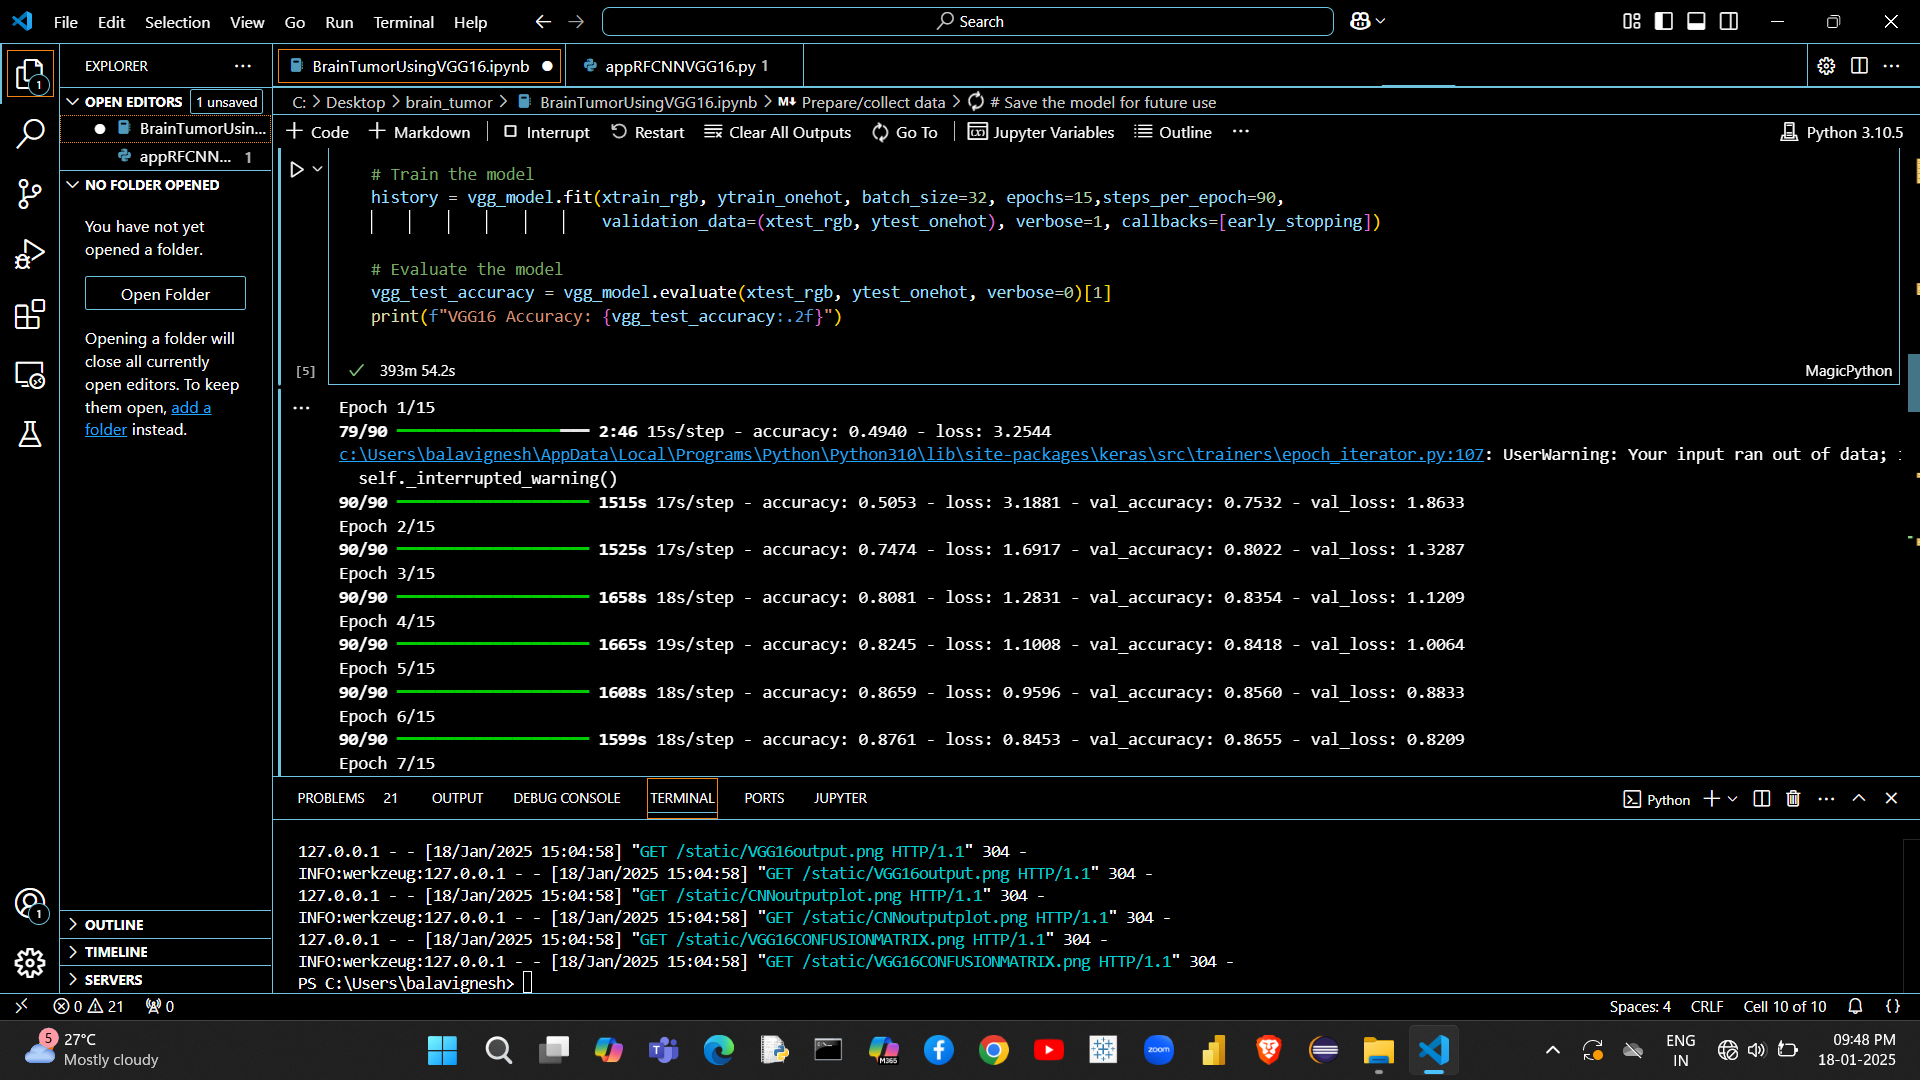 File Edit Selection View Go Run Terminal Help
Search
EXPLORER
OPEN EDITORS 1 unsaved
BrainTumorUsin...
appRFCNN... 1
NO FOLDER OPENED
You have not yet
opened a folder.
Open Folder
Opening a folder will
close all currently
open editors. To keep
them open, add a
folder instead.
OUTLINE
TIMELINE
SERVERS
1
1
BrainTumorUsingVGG16.ipynb
appRFCNNVGG16.py 1
C: > Desktop > brain_tumor > BrainTumorUsingVGG16.ipynb > M↓ Prepare/collect data > # Save the model for future use
+ Code + Markdown Interrupt Restart Clear All Outputs Go To Jupyter Variables Outline ... Python 3.10.5
# Train the model
history = vgg_model.fit(xtrain_rgb, ytrain_onehot, batch_size=32, epochs=15,steps_per_epoch=90,
validation_data=(xtest_rgb, ytest_onehot), verbose=1, callbacks=[early_stopping])
# Evaluate the model
vgg_test_accuracy = vgg_model.evaluate(xtest_rgb, ytest_onehot, verbose=0)[1]
print(f"VGG16 Accuracy: {vgg_test_accuracy:.2f}")
[5] ✓ 393m 54.2s MagicPython
Epoch 1/15
79/90 2:46 15s/step - accuracy: 0.4940 - loss: 3.2544
c:\Users\balavignesh\AppData\Local\Programs\Python\Python310\lib\site-packages\keras\src\trainers\epoch_iterator.py:107: UserWarning: Your input ran out of data;
self._interrupted_warning()
90/90 1515s 17s/step - accuracy: 0.5053 - loss: 3.1881 - val_accuracy: 0.7532 - val_loss: 1.8633
Epoch 2/15
90/90 1525s 17s/step - accuracy: 0.7474 - loss: 1.6917 - val_accuracy: 0.8022 - val_loss: 1.3287
Epoch 3/15
90/90 1658s 18s/step - accuracy: 0.8081 - loss: 1.2831 - val_accuracy: 0.8354 - val_loss: 1.1209
Epoch 4/15
90/90 1665s 19s/step - accuracy: 0.8245 - loss: 1.1008 - val_accuracy: 0.8418 - val_loss: 1.0064
Epoch 5/15
90/90 1608s 18s/step - accuracy: 0.8659 - loss: 0.9596 - val_accuracy: 0.8560 - val_loss: 0.8833
Epoch 6/15
90/90 1599s 18s/step - accuracy: 0.8761 - loss: 0.8453 - val_accuracy: 0.8655 - val_loss: 0.8209
Epoch 7/15
PROBLEMS 21 OUTPUT DEBUG CONSOLE TERMINAL PORTS JUPYTER Python
127.0.0.1 - - [18/Jan/2025 15:04:58] "GET /static/VGG16output.png HTTP/1.1" 304 -
INFO:werkzeug:127.0.0.1 - - [18/Jan/2025 15:04:58] "GET /static/VGG16output.png HTTP/1.1" 304 -
127.0.0.1 - - [18/Jan/2025 15:04:58] "GET /static/CNNoutputplot.png HTTP/1.1" 304 -
INFO:werkzeug:127.0.0.1 - - [18/Jan/2025 15:04:58] "GET /static/CNNoutputplot.png HTTP/1.1" 304 -
127.0.0.1 - - [18/Jan/2025 15:04:58] "GET /static/VGG16CONFUSIONMATRIX.png HTTP/1.1" 304 -
INFO:werkzeug:127.0.0.1 - - [18/Jan/2025 15:04:58] "GET /static/VGG16CONFUSIONMATRIX.png HTTP/1.1" 304 -
PS C:\Users\balavignesh>
0 21 0 Spaces: 4 CRLF Cell 10 of 10 {}
5 27°C
Mostly cloudy
M365
zoom
ENG
IN
09:48 PM
18-01-2025